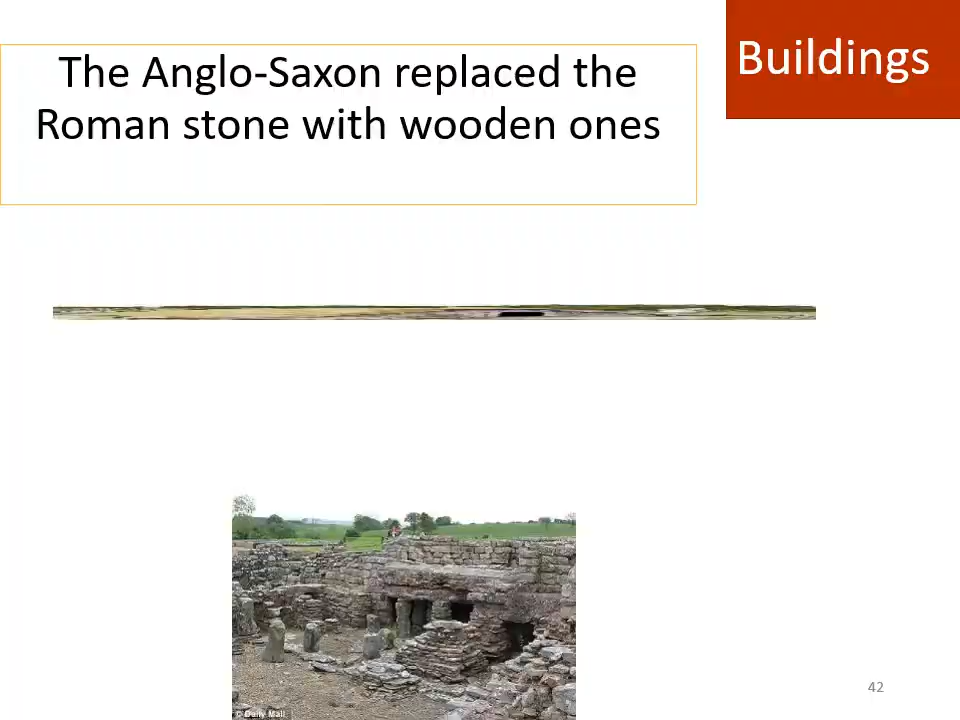 Buildings
The Anglo-Saxon replaced the
Roman stone with wooden ones
© Daily Mail
42